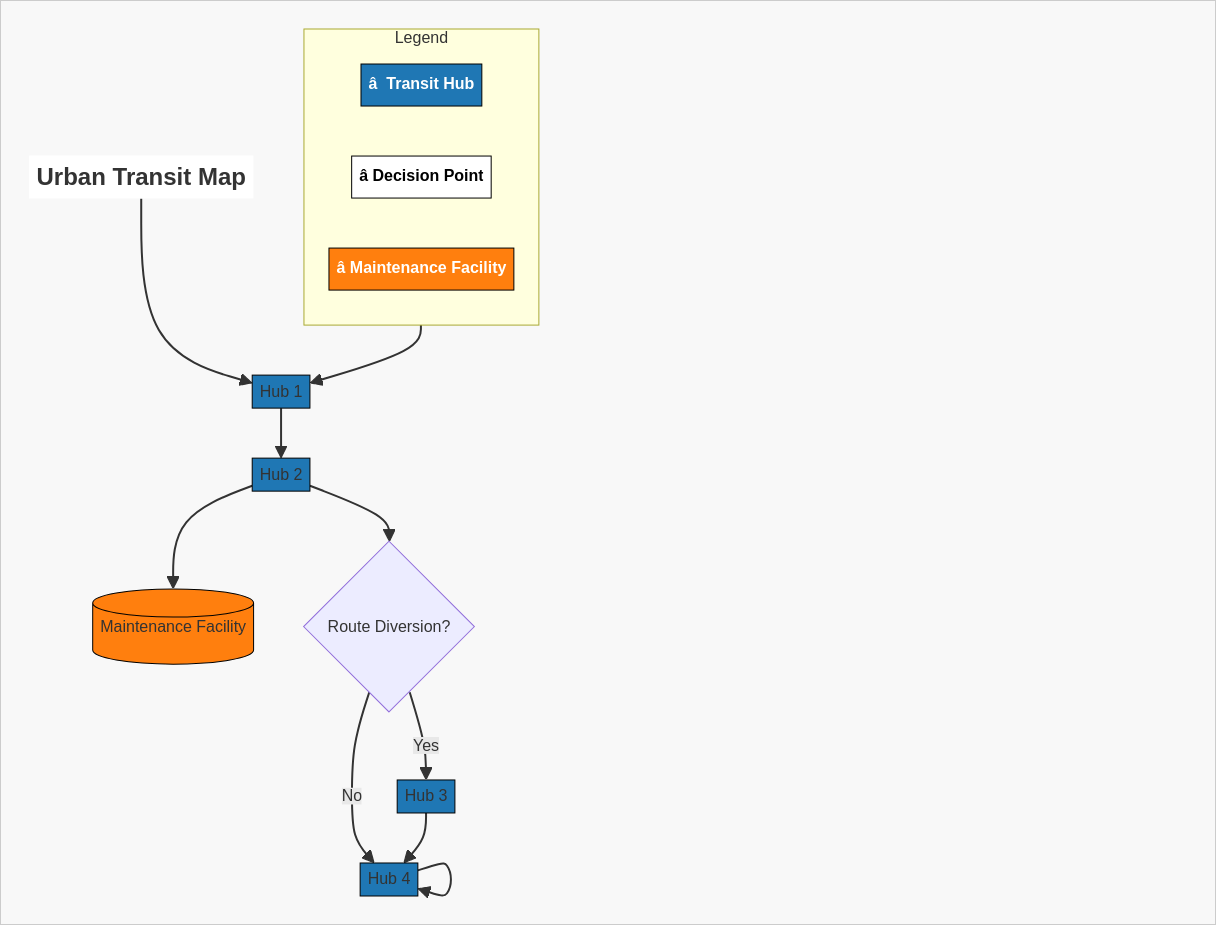 Legend
â  Transit Hub
Urban Transit Map
â Decision Point
â Maintenance Facility
Hub 1
Hub 2
Maintenance Facility
Route Diversion?
Yes
No
Hub 3
Hub 4